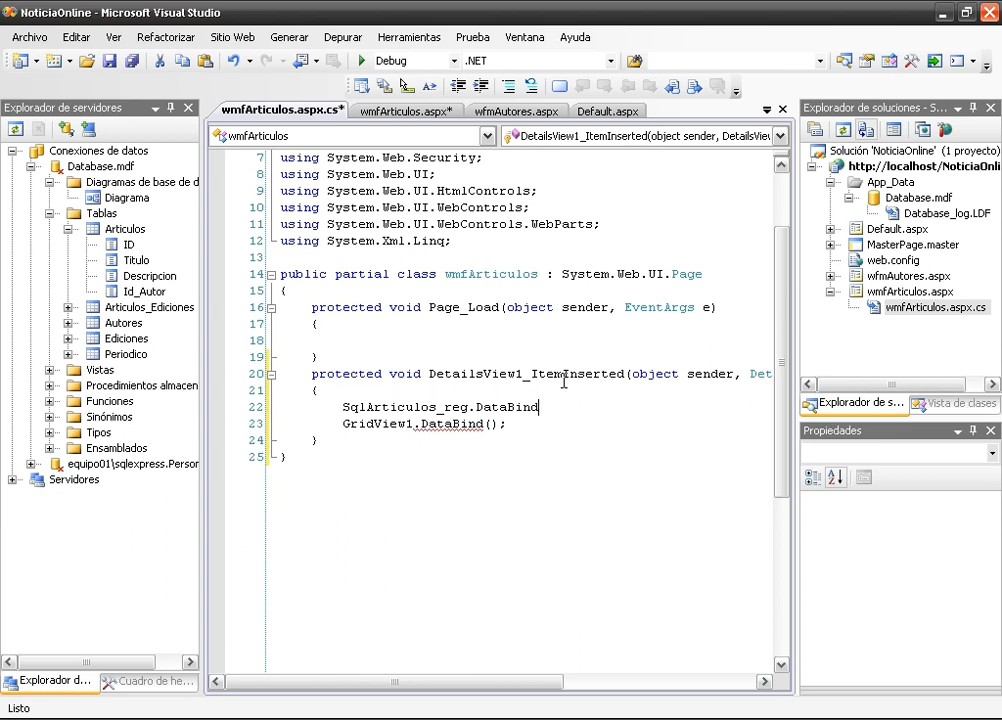 NoticiaOnline - Microsoft Visual Studio
Archivo Editar Ver Refactorizar Sitio Web Generar Depurar Herramientas Prueba Ventana Ayuda
Debug .NET
Explorador de servidores
Conexiones de datos
Database.mdf
Diagramas de base de d
Diagrama
Tablas
Articulos
ID
Titulo
Descripcion
Id_Autor
Articulos_Ediciones
Autores
Ediciones
Periodico
Vistas
Procedimientos almacen
Funciones
Sinónimos
Tipos
Ensamblados
equipo01\sqlexpress.Person
Servidores
Explorador d... Cuadro de he...
wmfArticulos.aspx.cs* wmfArticulos.aspx* wfmAutores.aspx Default.aspx
wmfArticulos DetailsView1_ItemInserted(object sender, DetailsView
7 using System.Web.Security;
8 using System.Web.UI;
9 using System.Web.UI.HtmlControls;
10 using System.Web.UI.WebControls;
11 using System.Web.UI.WebControls.WebParts;
12 using System.Xml.Linq;
13
14 public partial class wmfArticulos : System.Web.UI.Page
15 {
16 protected void Page_Load(object sender, EventArgs e)
17 {
18
19 }
20 protected void DetailsView1_ItemInserted(object sender, Det
21 {
22 SqlArticulos_reg.DataBind
23 GridView1.DataBind();
24 }
25 }
Explorador de soluciones - S...
Solución 'NoticiaOnline' (1 proyecto)
http://localhost/NoticiaOnli
App_Data
Database.mdf
Database_log.LDF
Default.aspx
MasterPage.master
web.config
wfmAutores.aspx
wmfArticulos.aspx
wmfArticulos.aspx.cs
Explorador de s... Vista de clases
Propiedades
Listo